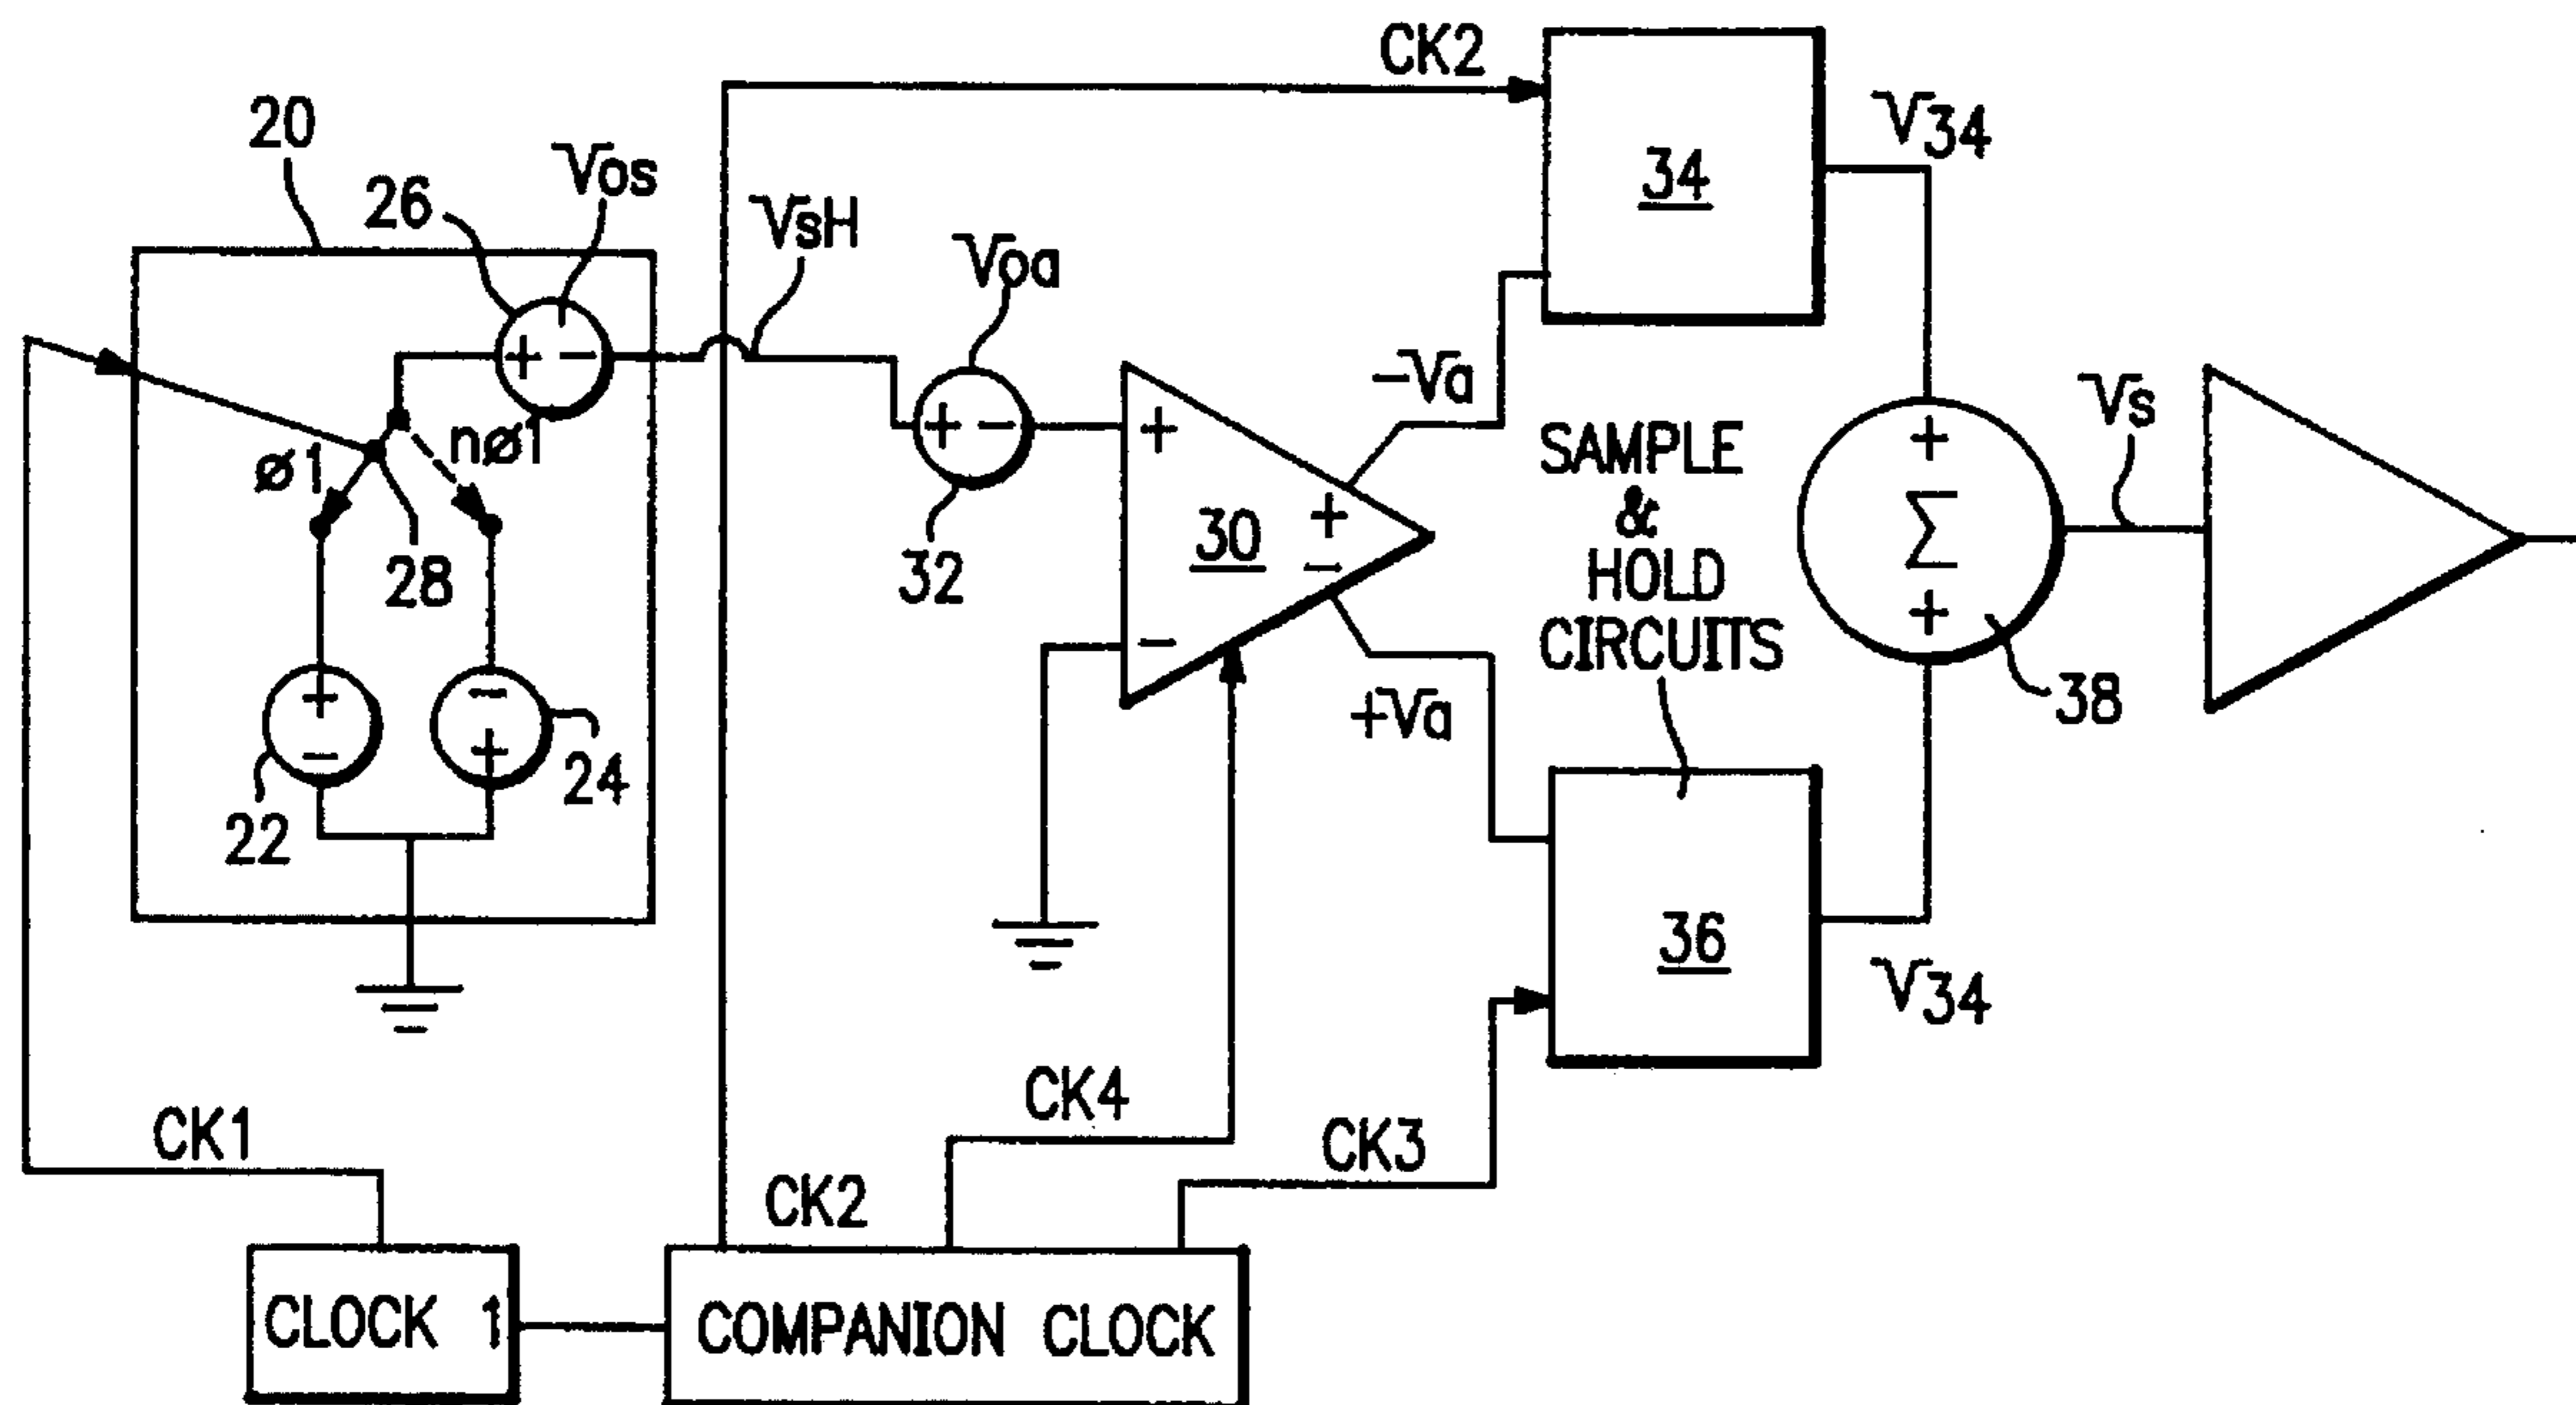 CK2
20
26
Vos
VsH
Voa
34
V34
-Va
Vs
nø1
ø1
28
32
30
SAMPLE
&
HOLD
CIRCUITS
Σ
38
+Va
22
24
36
V34
CK4
CK3
CK1
CK2
CLOCK 1
COMPANION CLOCK